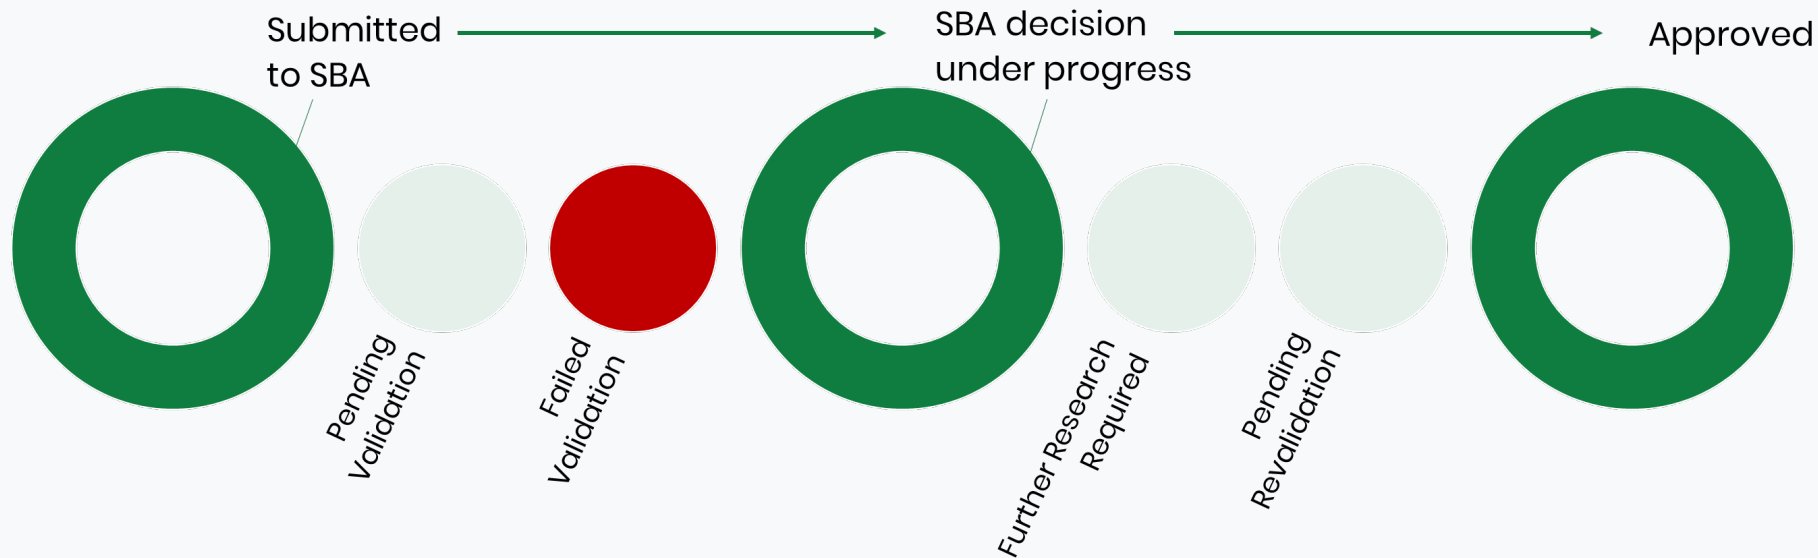 Submitted
to SBA
SBA decision
under progress
Approved
Pending
Validation
Failed
Validation
Further Research
Required
Pending
Revalidation